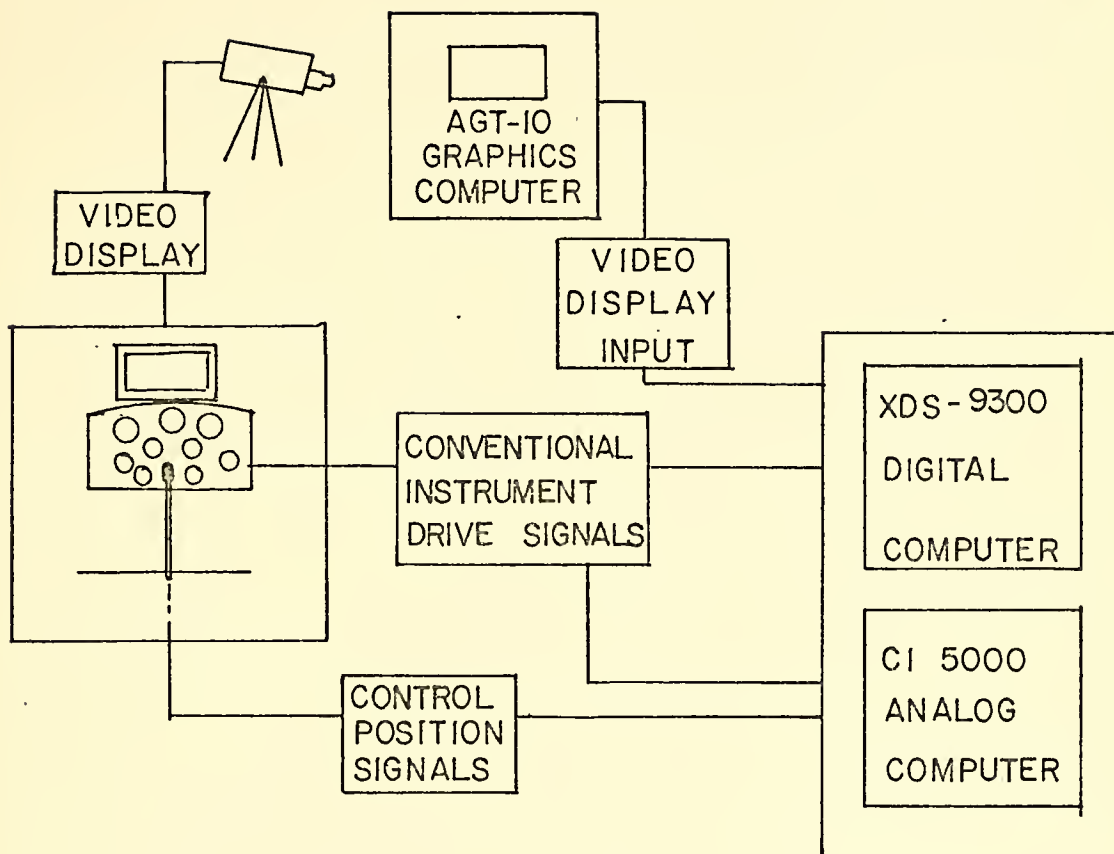 AGT-10
GRAPHICS
COMPUTER
VIDEO
DISPLAY
VIDEO
DISPLAY
INPUT
CONVENTIONAL
INSTRUMENT
DRIVE SIGNALS
XDS-9300
DIGITAL
COMPUTER
CONTROL
POSITION
SIGNALS
CI 5000
ANALOG
COMPUTER